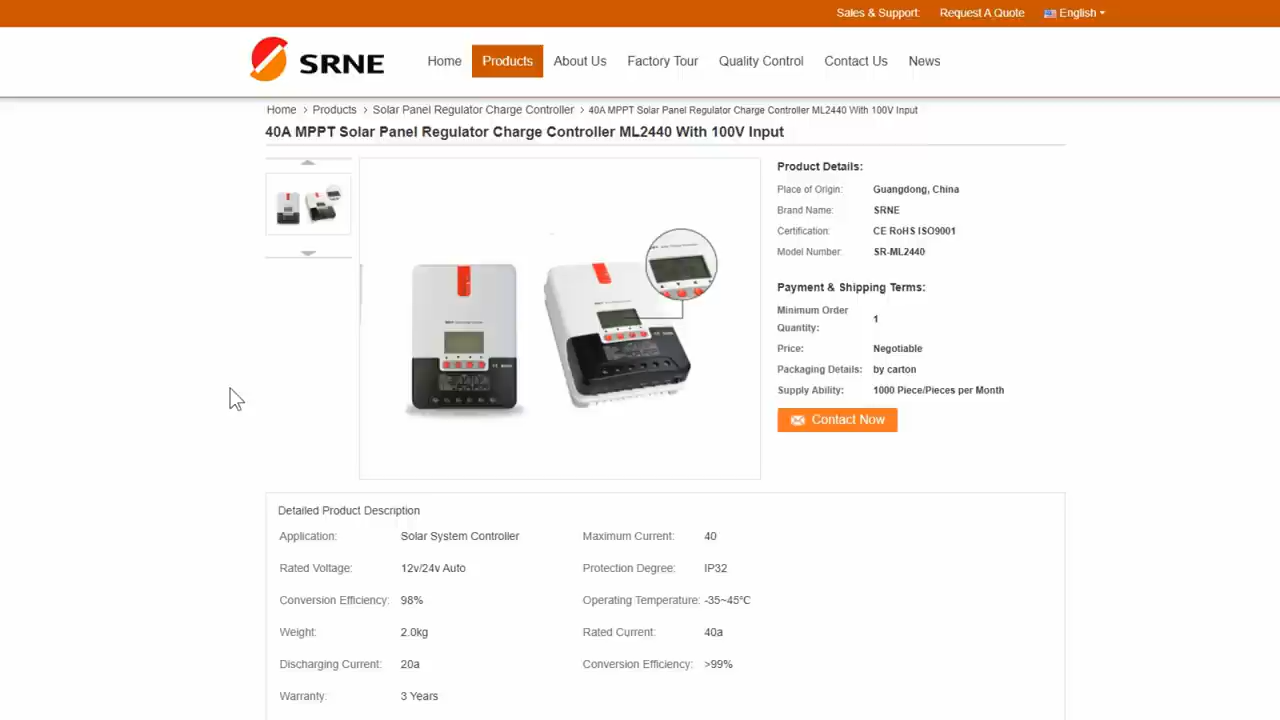 Sales & Support: Request A Quote English
SRNE
Home Products About Us Factory Tour Quality Control Contact Us News
Home > Products > Solar Panel Regulator Charge Controller > 40A MPPT Solar Panel Regulator Charge Controller ML2440 With 100V Input
40A MPPT Solar Panel Regulator Charge Controller ML2440 With 100V Input
Product Details:
Place of Origin: Guangdong, China
Brand Name: SRNE
Certification: CE RoHS ISO9001
Model Number: SR-ML2440
Payment & Shipping Terms:
Minimum Order Quantity: 1
Price: Negotiable
Packaging Details: by carton
Supply Ability: 1000 Piece/Pieces per Month
Contact Now
Detailed Product Description
Application: Solar System Controller Maximum Current: 40
Rated Voltage: 12v/24v Auto Protection Degree: IP32
Conversion Efficiency: 98% Operating Temperature: -35~45℃
Weight: 2.0kg Rated Current: 40a
Discharging Current: 20a Conversion Efficiency: >99%
Warranty: 3 Years